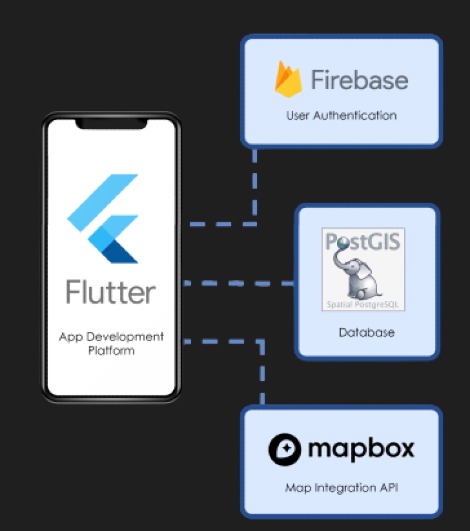 Firebase
User Authentication
Flutter
App Development
Platform
PostGIS
Spatial PostgreSQL
Database
mapbox
Map Integration API